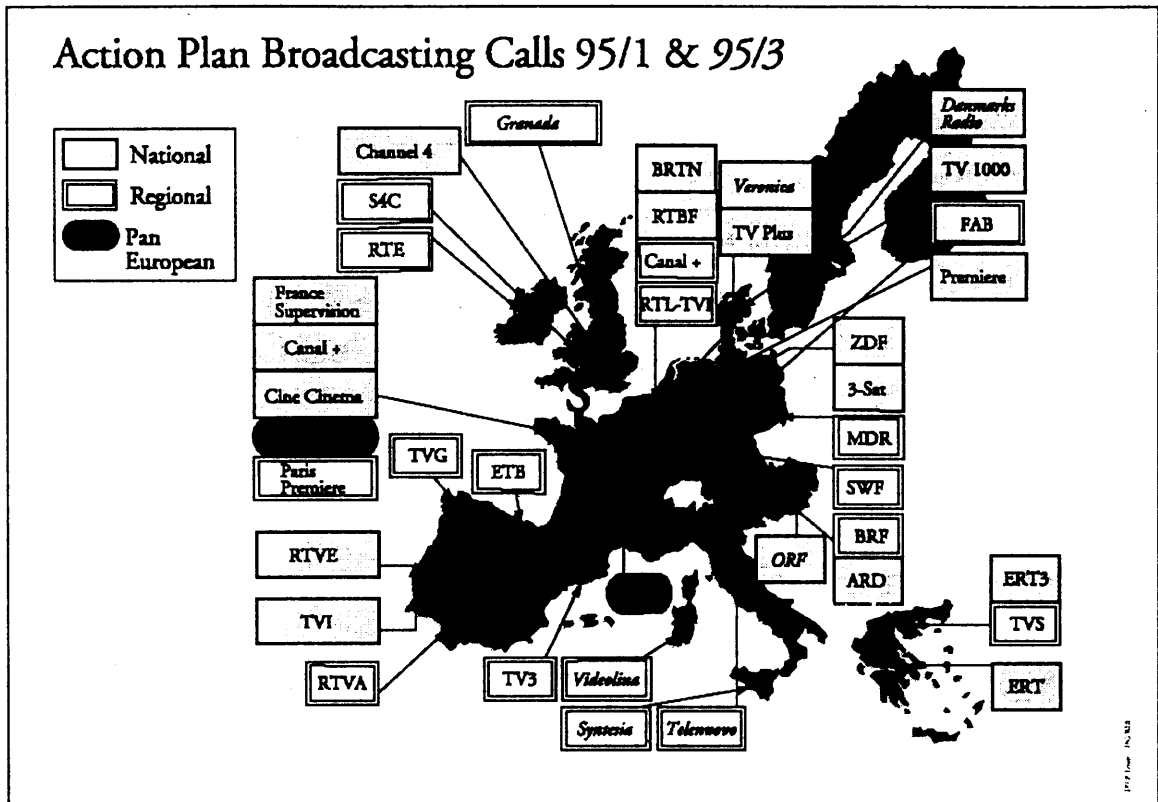 Action Plan Broadcasting Calls 95/1 & 95/3
National
Regional
Pan
European
Grenada
Channel 4
S4C
RTE
BRTN
RTBF
Canal +
RTL-TVI
Veronica
TV Plus
Danmarks
Radio
TV 1000
FAB
Premiere
France
Supervision
Canal +
Cine Cinema
Paris
Premiere
TVG
ETB
ZDF
3-Sat
MDR
SWF
BRF
ARD
ORF
RTVE
TVI
RTVA
TV3
Videolina
Syntesia
Telenuovo
ERT3
TVS
ERT